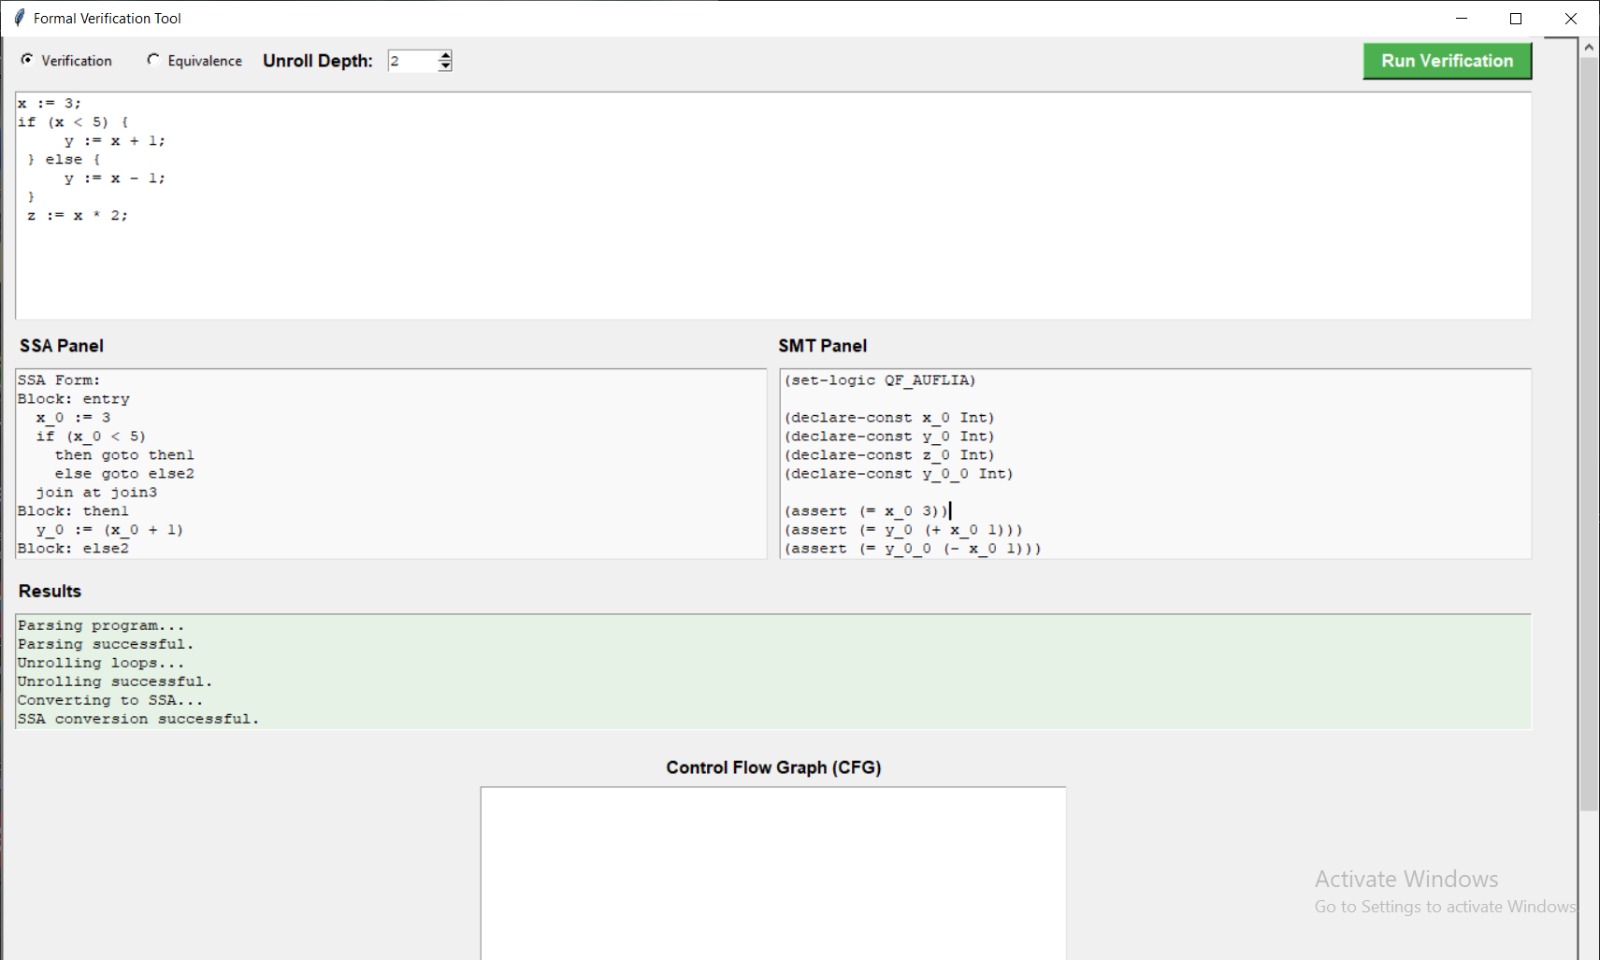 Formal Verification Tool
Verification Equivalence Unroll Depth: 2 Run Verification
x := 3;
if (x < 5) {
y := x + 1;
} else {
y := x - 1;
}
z := x * 2;
SSA Panel
SSA Form:
Block: entry
x_0 := 3
if (x_0 < 5)
then goto then1
else goto else2
join at join3
Block: then1
y_0 := (x_0 + 1)
Block: else2
SMT Panel
(set-logic QF_AUFLIA)
(declare-const x_0 Int)
(declare-const y_0 Int)
(declare-const z_0 Int)
(declare-const y_0_0 Int)
(assert (= x_0 3))
(assert (= y_0 (+ x_0 1)))
(assert (= y_0_0 (- x_0 1)))
Results
Parsing program...
Parsing successful.
Unrolling loops...
Unrolling successful.
Converting to SSA...
SSA conversion successful.
Control Flow Graph (CFG)
Activate Windows
Go to Settings to activate Windows